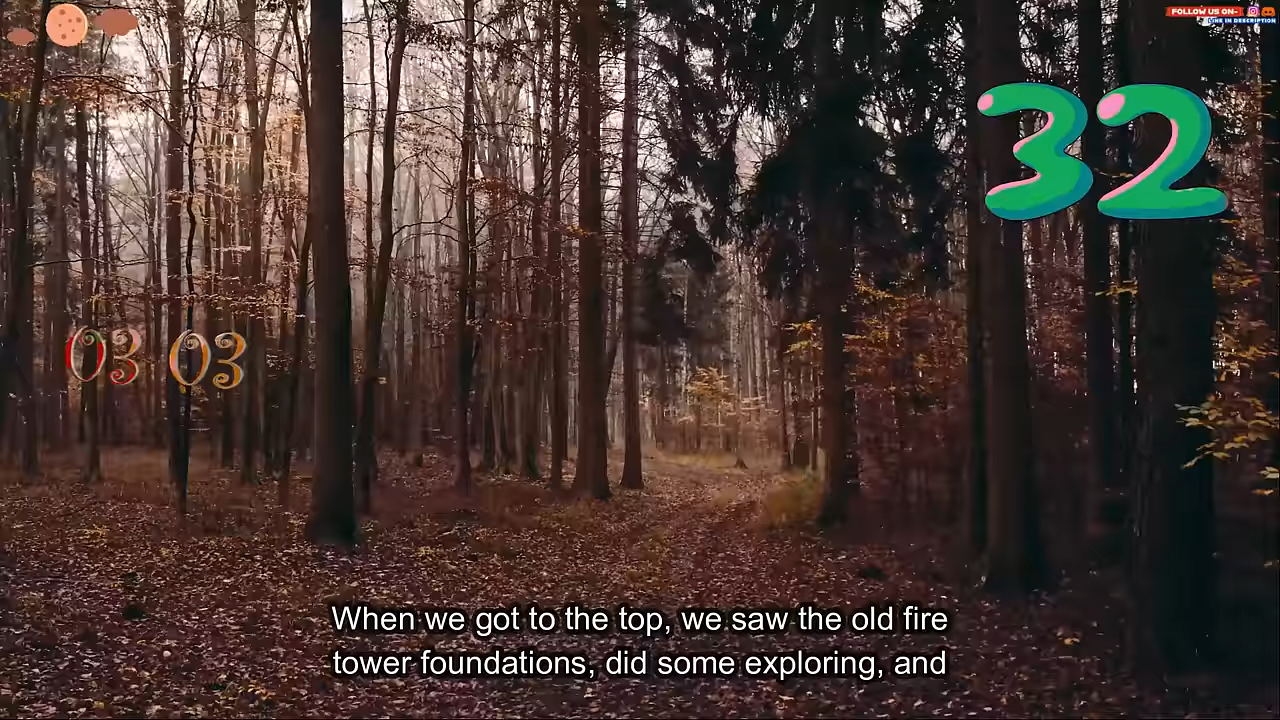 FOLLOW US ON-
LINK IN DESCRIPTION
32
03 03
When we got to the top, we saw the old fire
tower foundations, did some exploring, and